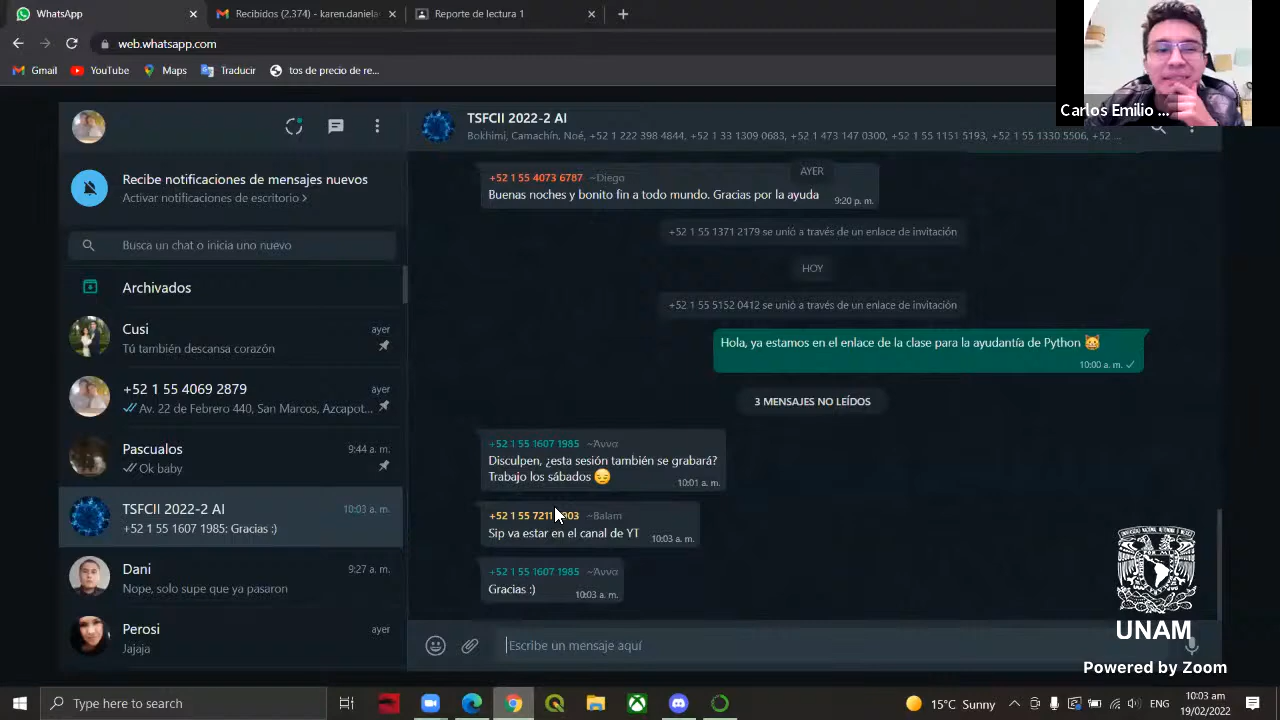 WhatsApp
Recibidos (2,374) - karen.daniela
Reporte de lectura 1
web.whatsapp.com
Gmail
YouTube
Maps
Traducir
tos de precio de re...
Carlos Emilio ...
TSFCII 2022-2 AI
Bokhimi, Camachín, Noé, +52 1 222 398 4844, +52 1 33 1309 0683, +52 1 473 147 0300, +52 1 55 1151 5193, +52 1 55 1330 5506, +52 ...
Recibe notificaciones de mensajes nuevos
Activar notificaciones de escritorio >
Busca un chat o inicia uno nuevo
Archivados
Cusi
ayer
Tú también descansa corazón
+52 1 55 4069 2879
ayer
Av. 22 de Febrero 440, San Marcos, Azcapot...
Pascualos
9:44 a. m.
Ok baby
TSFCII 2022-2 AI
10:03 a. m.
+52 1 55 1607 1985: Gracias :)
Dani
9:27 a. m.
Nope, solo supe que ya pasaron
Perosi
ayer
Jajaja
AYER
+52 1 55 4073 6787 ~Diego
Buenas noches y bonito fin a todo mundo. Gracias por la ayuda
9:20 p. m.
+52 1 55 1371 2179 se unió a través de un enlace de invitación
HOY
+52 1 55 5152 0412 se unió a través de un enlace de invitación
Hola, ya estamos en el enlace de la clase para la ayudantía de Python 😺
10:00 a. m.
3 MENSAJES NO LEÍDOS
+52 1 55 1607 1985
Disculpen, ¿esta sesión también se grabará?
Trabajo los sábados 😔
10:01 a. m.
+52 1 55 ~Balam
Sip va estar en el canal de YT
10:03 a. m.
+52 1 55 1607 1985
Gracias :)
10:03 a. m.
Escribe un mensaje aquí
UNAM
Powered by Zoom
Type here to search
15°C Sunny
10:03 am
19/02/2022